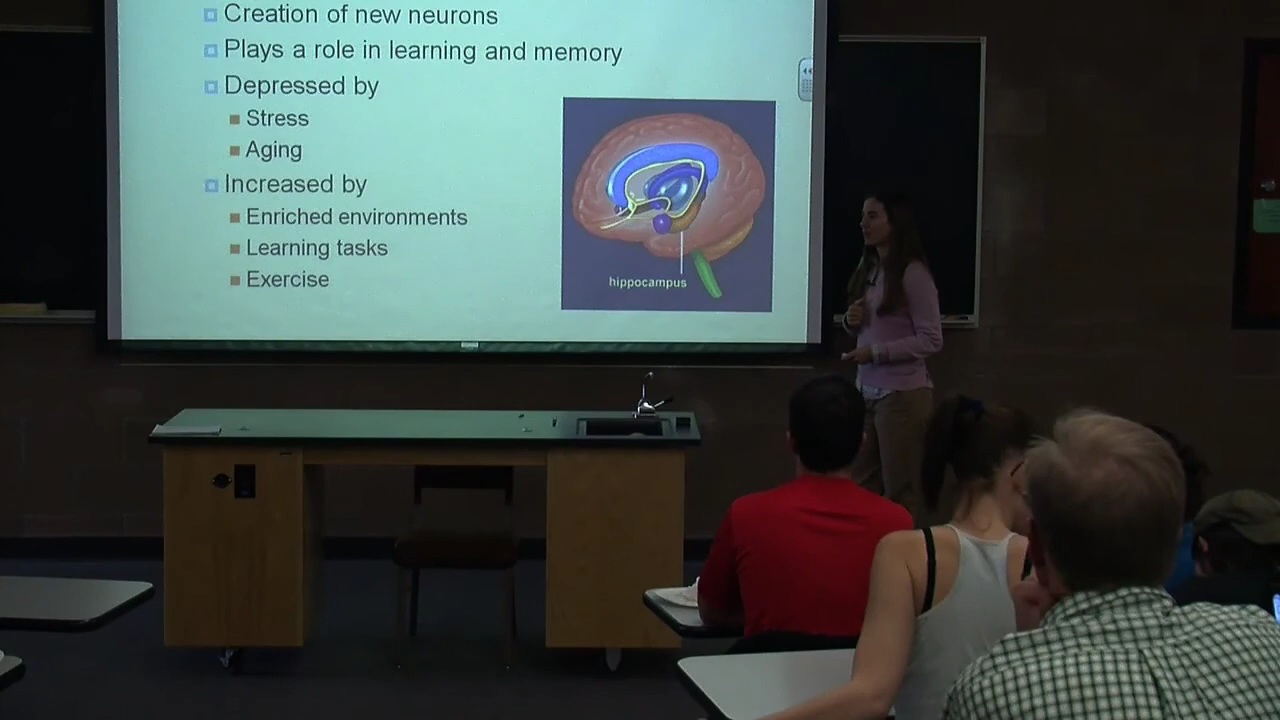 Creation of new neurons
Plays a role in learning and memory
Depressed by
Stress
Aging
Increased by
Enriched environments
Learning tasks
Exercise
hippocampus